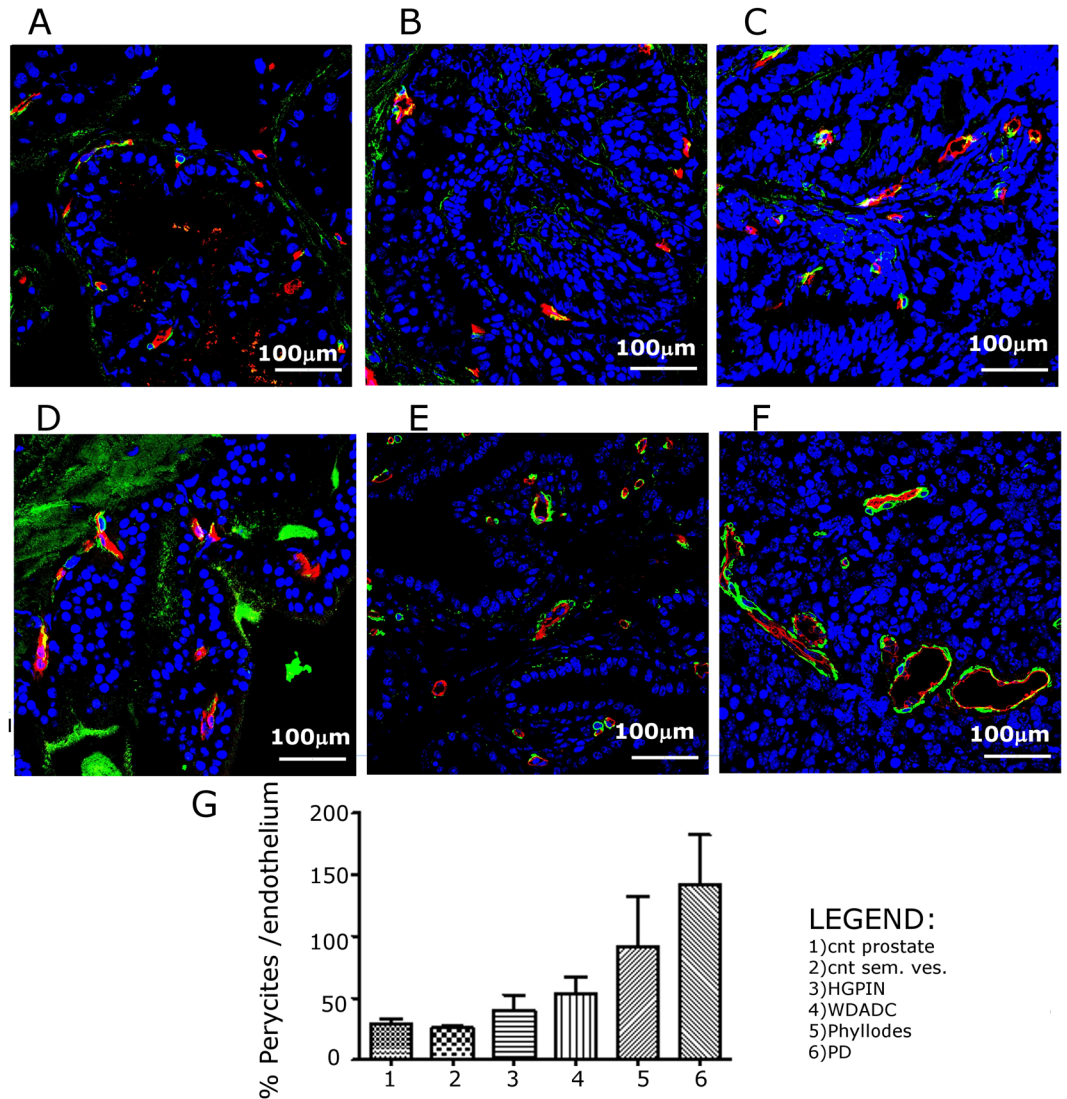 A
B
C
100μm
100μm
100μm
D
E
F
100μm
100μm
100μm
G
% Perycites /endothelium
200
150
100
50
0
1
2
3
4
5
6
LEGEND:
1)cnt prostate
2)cnt sem. ves.
3)HGPIN
4)WDADC
5)Phyllodes
6)PD